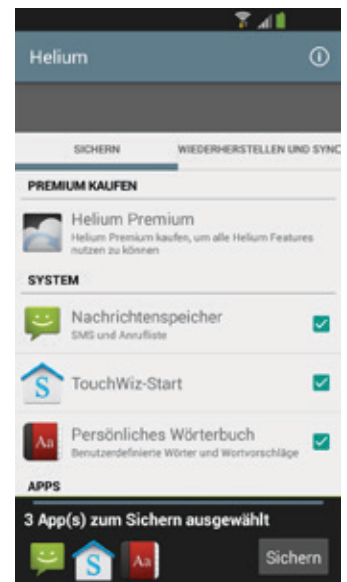 Helium
SICHERN WIEDERHERSTELLEN UND SYNC
PREMIUM KAUFEN
Helium Premium
Helium Premium kaufen, um alle Helium Features
nutzen zu können
SYSTEM
Nachrichtenspeicher
SMS und Anrufliste
S TouchWiz-Start
Aa Persönliches Wörterbuch
Benutzerdefinierte Wörter und Wortvorschläge
APPS
3 App(s) zum Sichern ausgewählt
S Aa Sichern